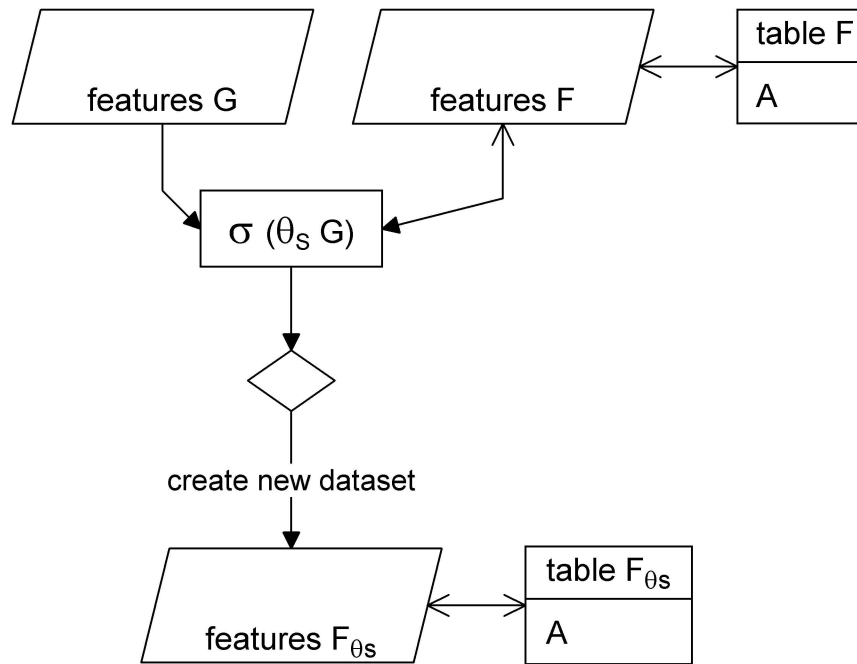 features G
features F
table F
A
σ (θS G)
create new dataset
features Fθs
table Fθs
A